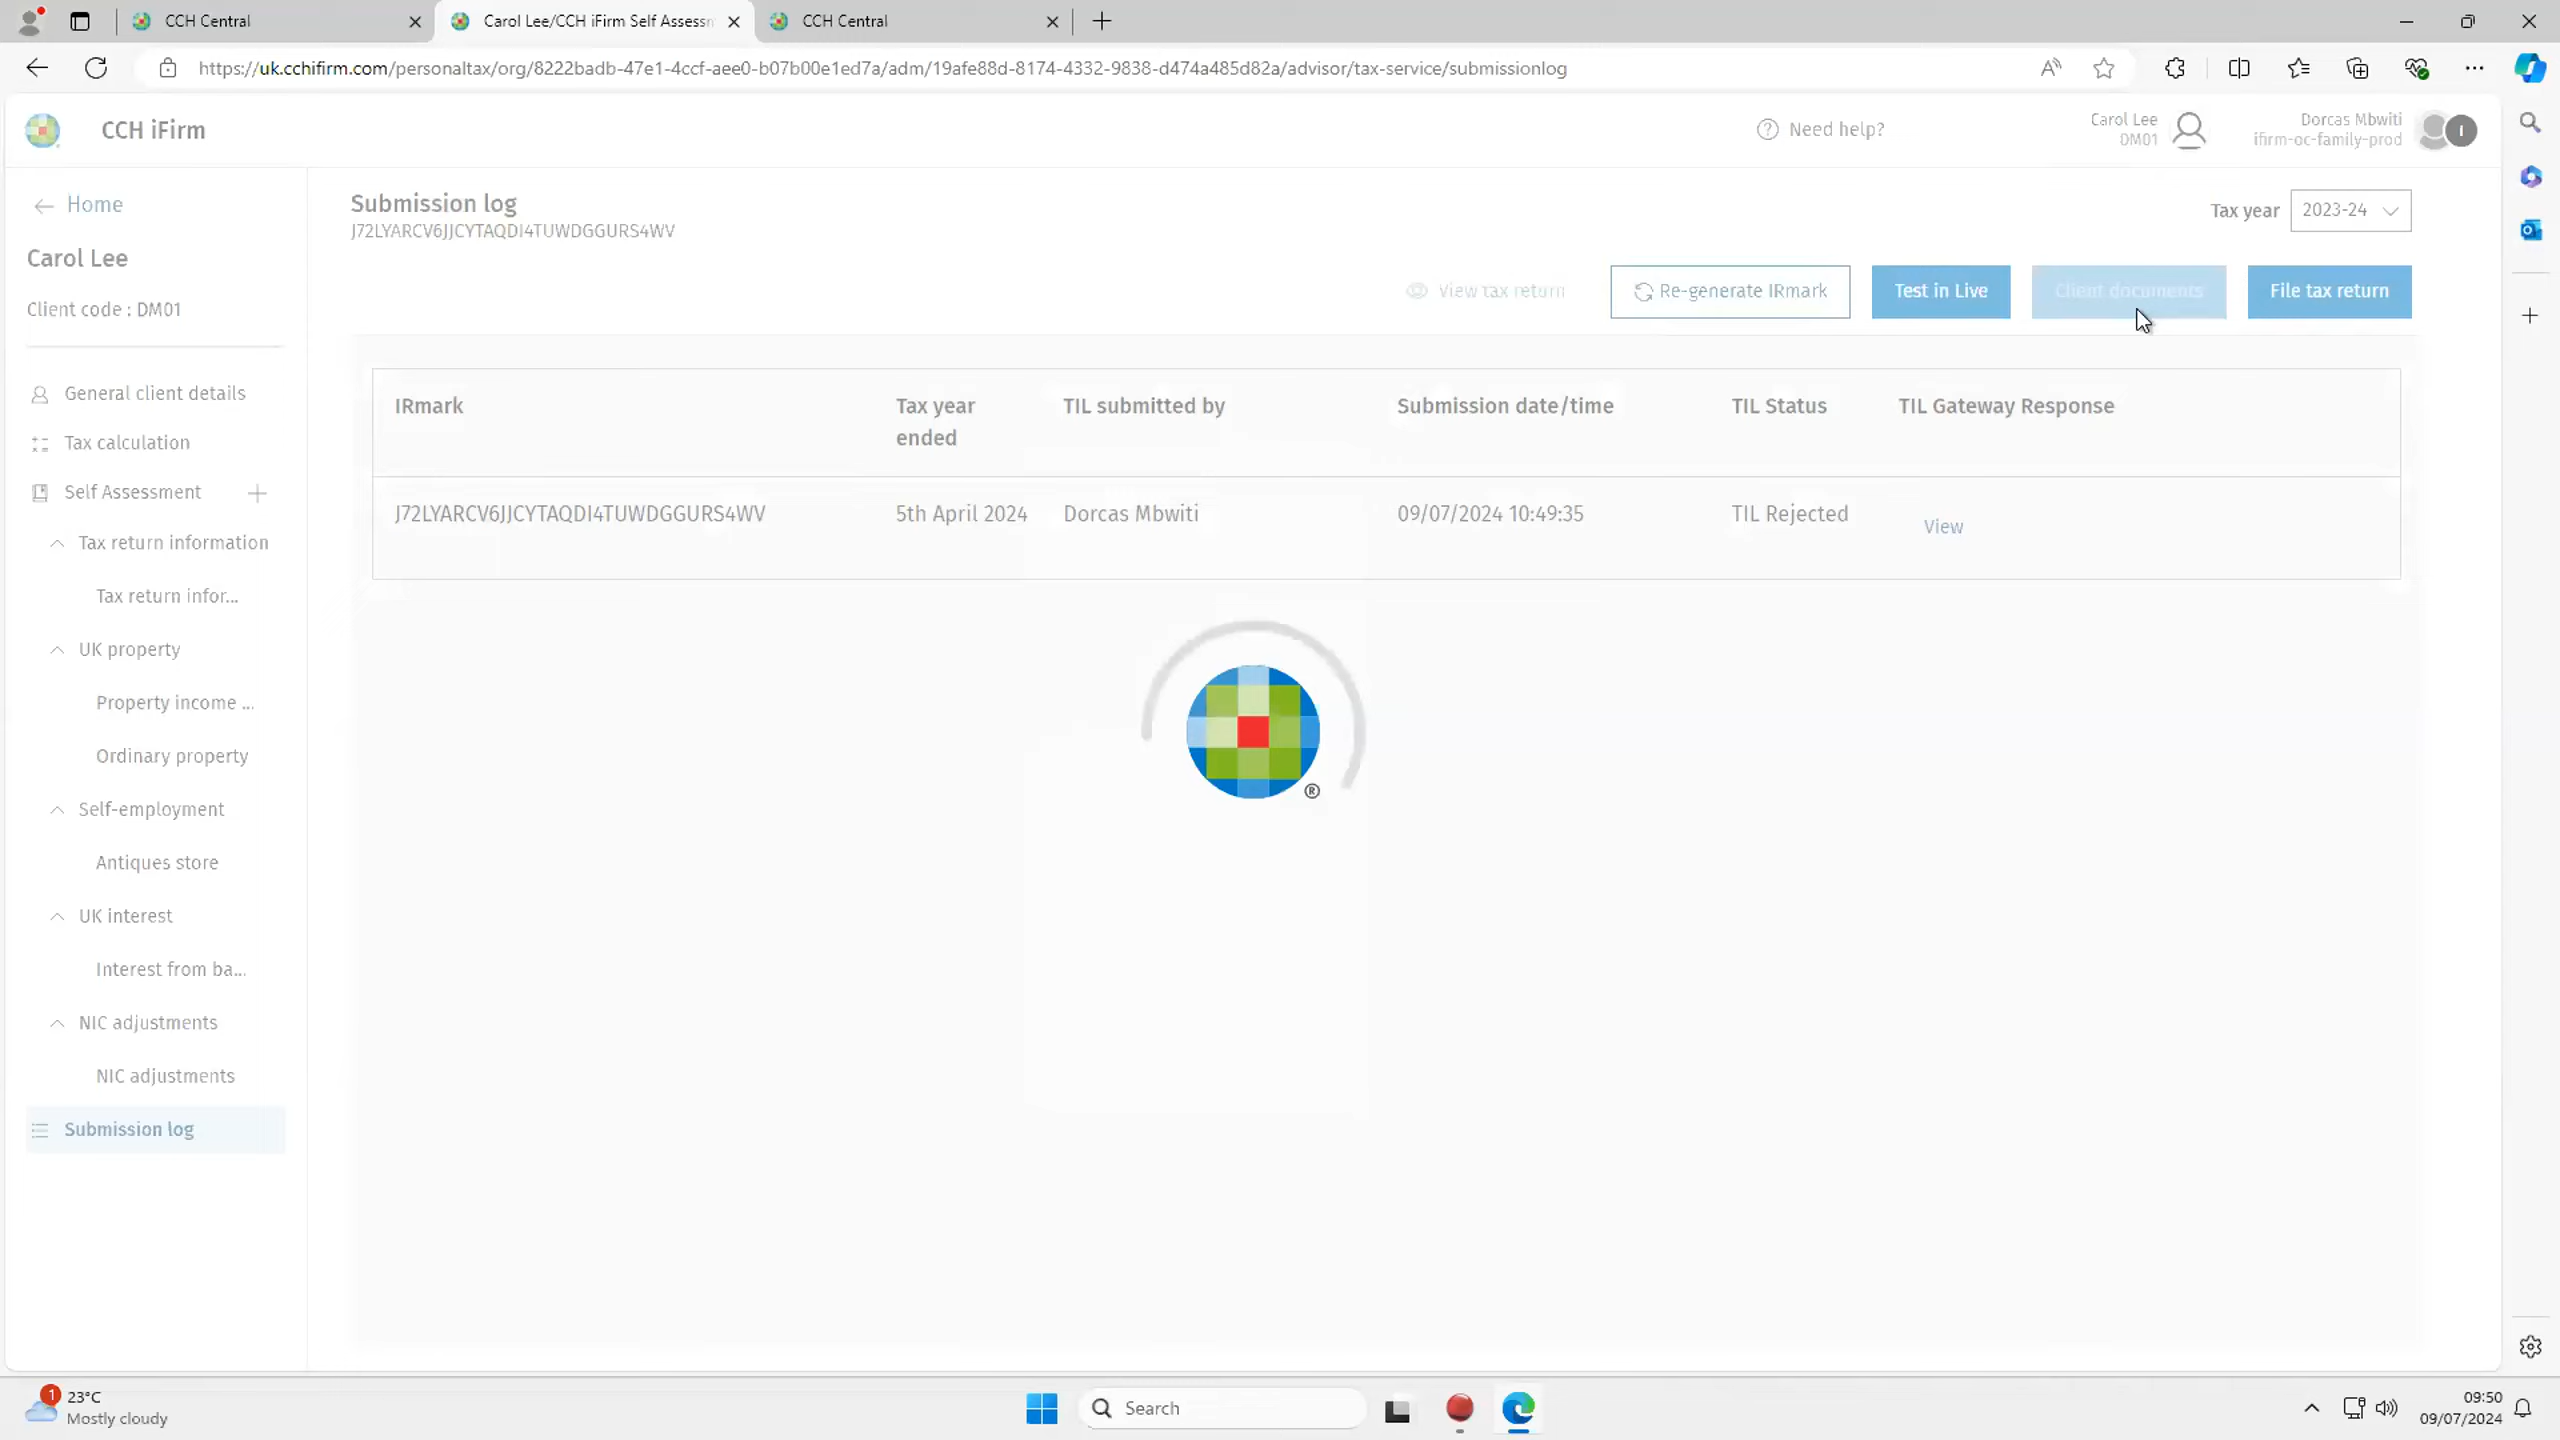 CCH Central
Carol Lee/CCH iFirm Self Assessm
CCH Central
https://uk.cchifirm.com/personaltax/org/8222badb-47e1-4ccf-aee0-b07b00e1ed7a/adm/19afe88d-8174-4332-9838-d474a485d82a/advisor/tax-service/submissionlog
CCH iFirm
Need help?
Carol Lee
DM01
Dorcas Mbwiti
ifirm-oc-family-prod
I
Home
Carol Lee
Client code : DM01
General client details
Tax calculation
Self Assessment
Tax return information
Tax return infor...
UK property
Property income ...
Ordinary property
Self-employment
Antiques store
UK interest
Interest from ba...
NIC adjustments
NIC adjustments
Submission log
Submission log
J72LYARCV6JJCYTAQDI4TUWDGGURS4WV
Tax year
2023-24
View tax return
Re-generate IRmark
Test in Live
Client documents
File tax return
IRmark
Tax year ended
TIL submitted by
Submission date/time
TIL Status
TIL Gateway Response
J72LYARCV6JJCYTAQDI4TUWDGGURS4WV
5th April 2024
Dorcas Mbwiti
09/07/2024 10:49:35
TIL Rejected
View
®
1
23°C
Mostly cloudy
Search
09:50
09/07/2024